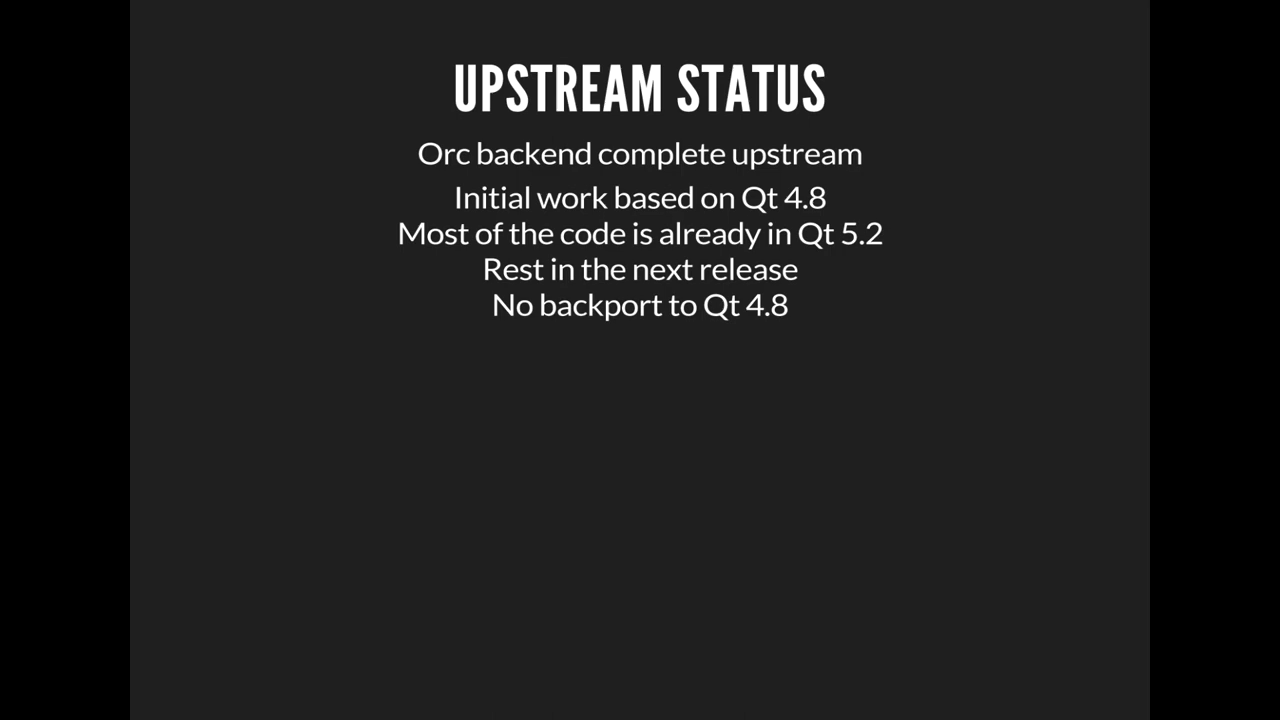 UPSTREAM STATUS
Orc backend complete upstream
Initial work based on Qt 4.8
Most of the code is already in Qt 5.2
Rest in the next release
No backport to Qt 4.8